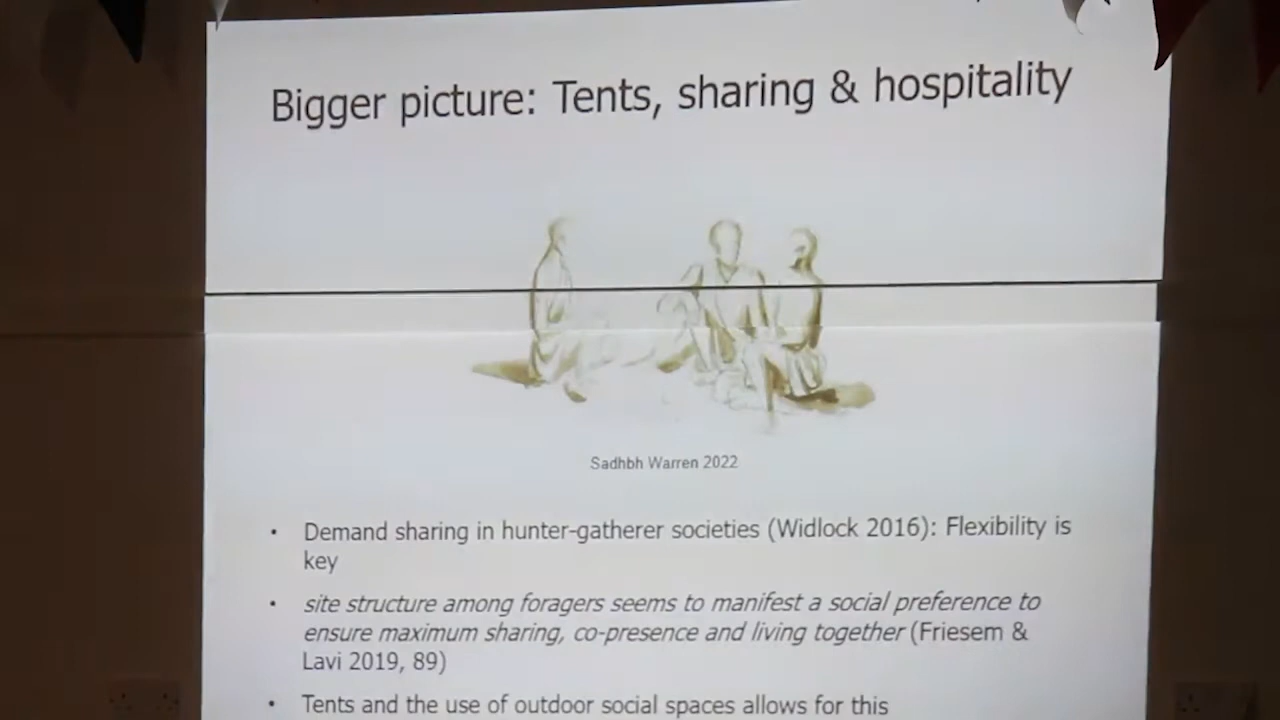 Bigger picture: Tents, sharing & hospitality
Sadhbh Warren 2022
• Demand sharing in hunter-gatherer societies (Widlock 2016): Flexibility is
key
• site structure among foragers seems to manifest a social preference to
ensure maximum sharing, co-presence and living together (Friesem &
Lavi 2019, 89)
• Tents and the use of outdoor social spaces allows for this